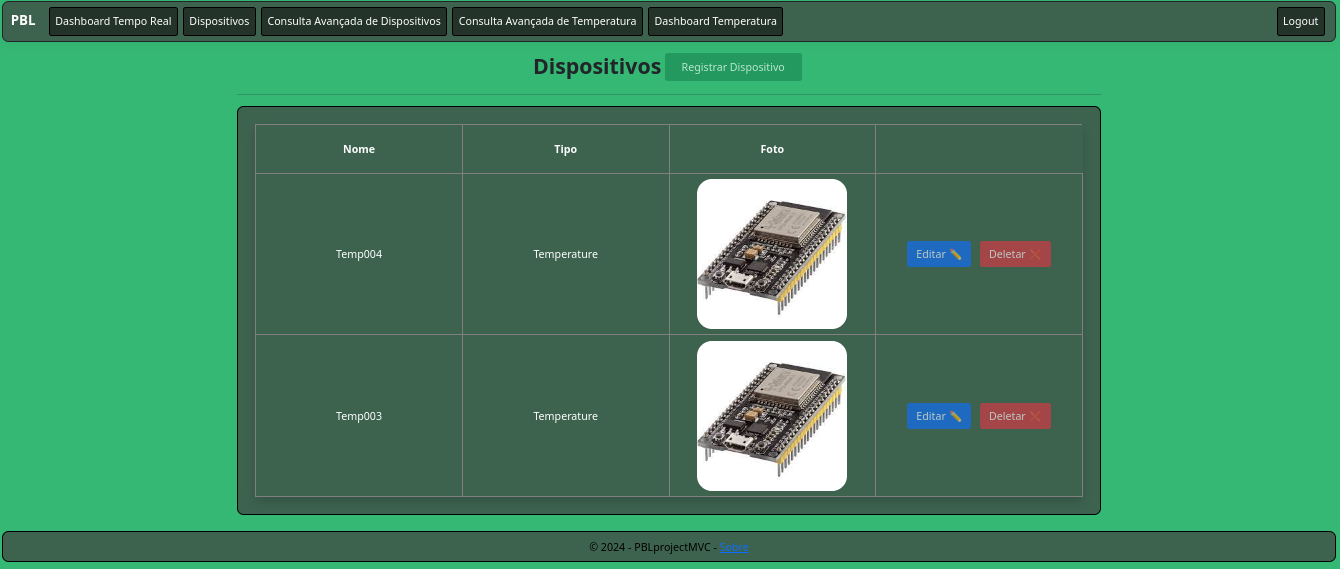 PBL Dashboard Tempo Real Dispositivos Consulta Avançada de Dispositivos Consulta Avançada de Temperatura Dashboard Temperatura Logout
Dispositivos Registrar Dispositivo
Nome Tipo Foto
Temp004 Temperature Editar ✏️ Deletar ❌
Temp003 Temperature Editar ✏️ Deletar ❌
© 2024 - PBLprojectMVC - Sobre